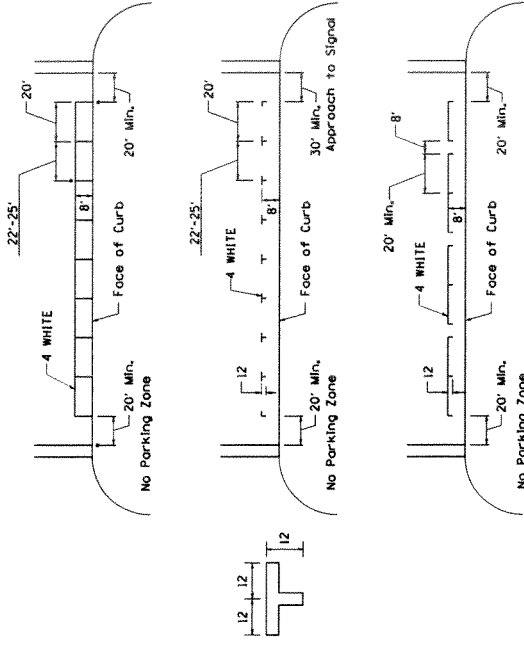 22'-25'
20'
4 WHITE
8'
Face of Curb
20' Min.
20' Min.
No Parking Zone
12
12
12
22'-25'
20'
4 WHITE
12
8'
Face of Curb
20' Min.
30' Min.
Approach to Signal
No Parking Zone
8'
20' Min.
4 WHITE
12
8'
Face of Curb
20' Min.
20' Min.
No Parking Zone